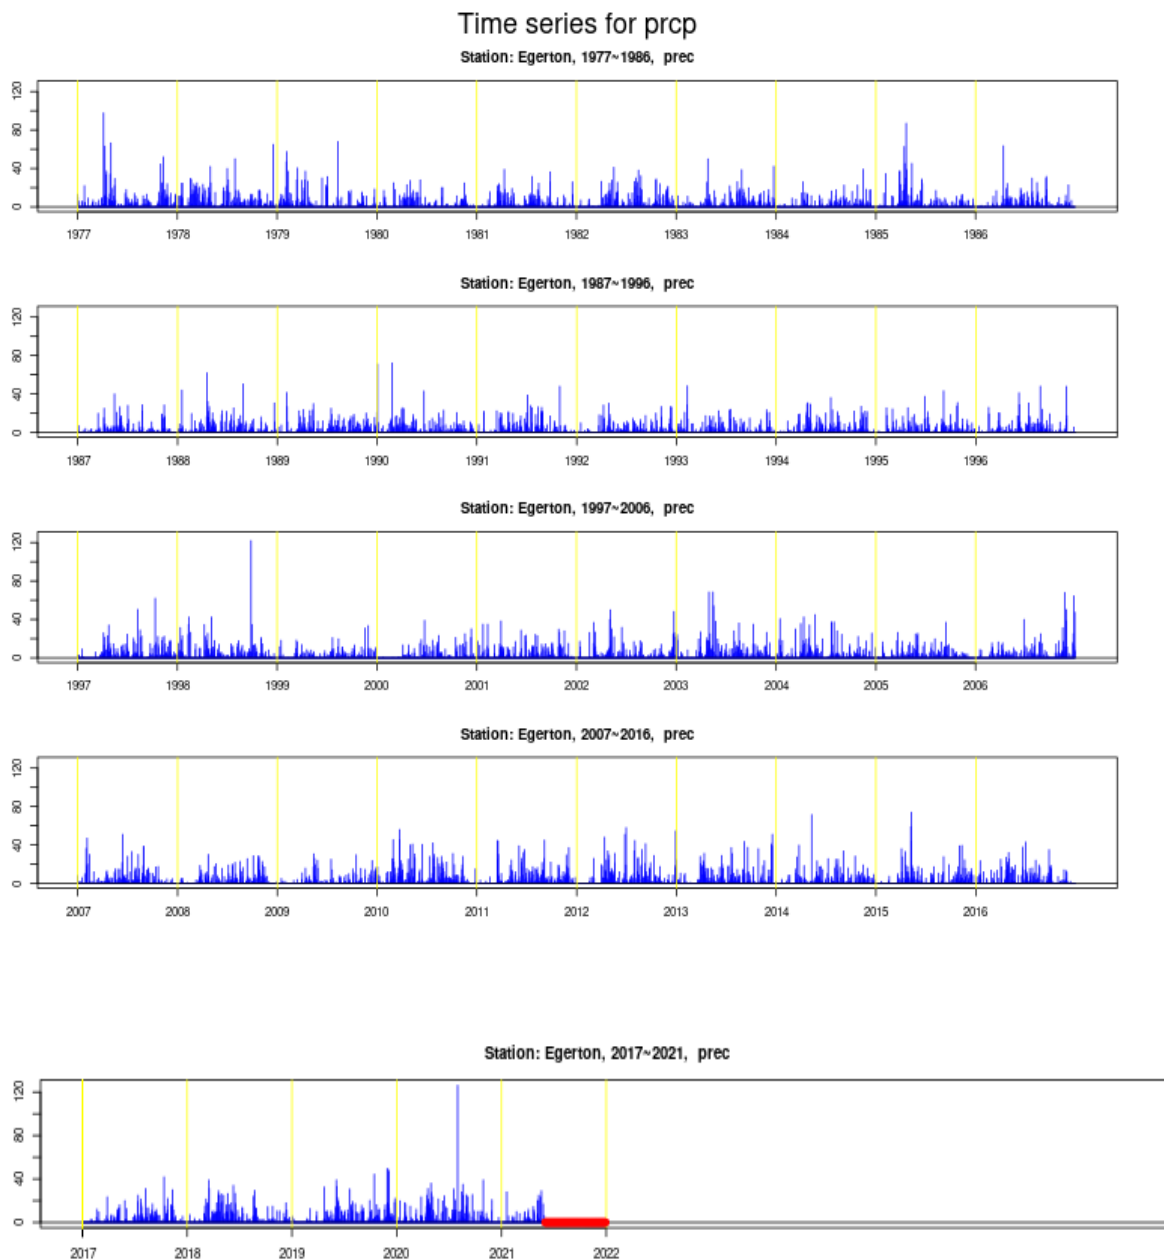 Time series for prcp
Station: Egerton, 1977~1986, prec
0 40 80 120
1977 1978 1979 1980 1981 1982 1983 1984 1985 1986
Station: Egerton, 1987~1996, prec
0 40 80 120
1987 1988 1989 1990 1991 1992 1993 1994 1995 1996
Station: Egerton, 1997~2006, prec
0 40 80 120
1997 1998 1999 2000 2001 2002 2003 2004 2005 2006
Station: Egerton, 2007~2016, prec
0 40 80 120
2007 2008 2009 2010 2011 2012 2013 2014 2015 2016
Station: Egerton, 2017~2021, prec
0 40 80 120
2017 2018 2019 2020 2021 2022